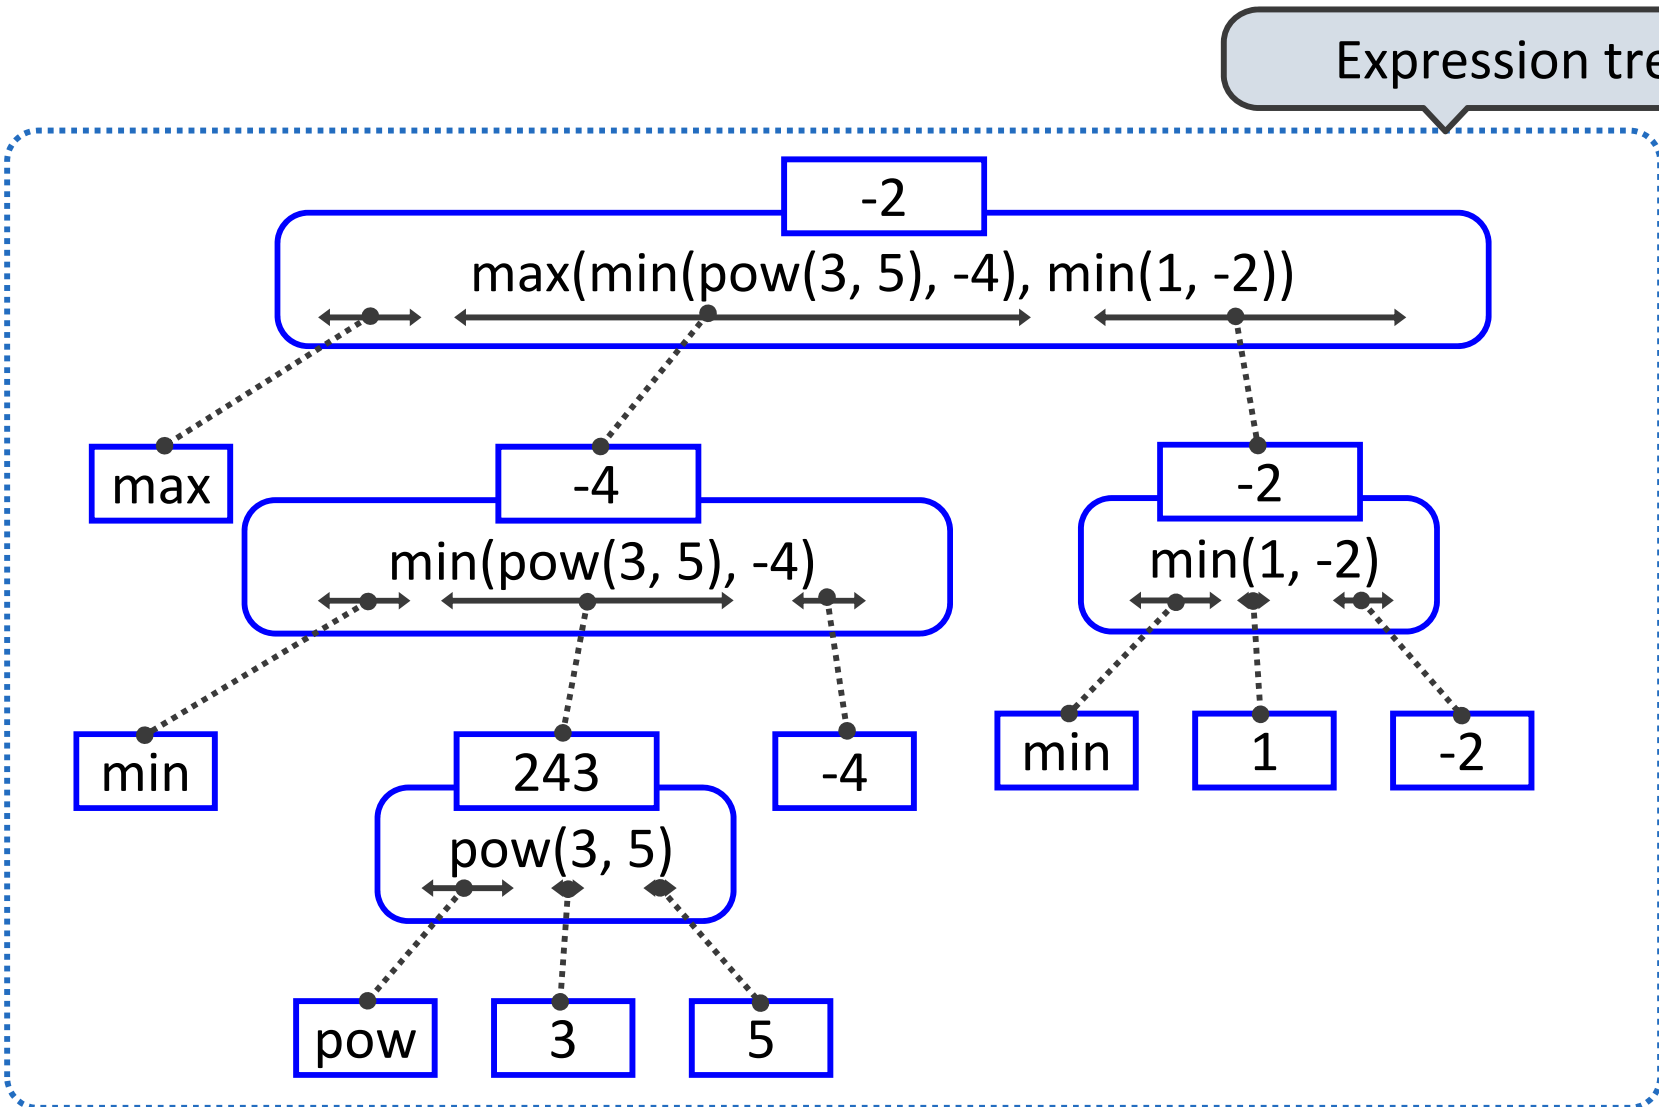 Expression tre
-2
max(min(pow(3, 5), -4), min(1, -2))
max
-4
min(pow(3, 5), -4)
-2
min(1, -2)
min
243
-4
min
1
-2
pow(3, 5)
pow
3
5